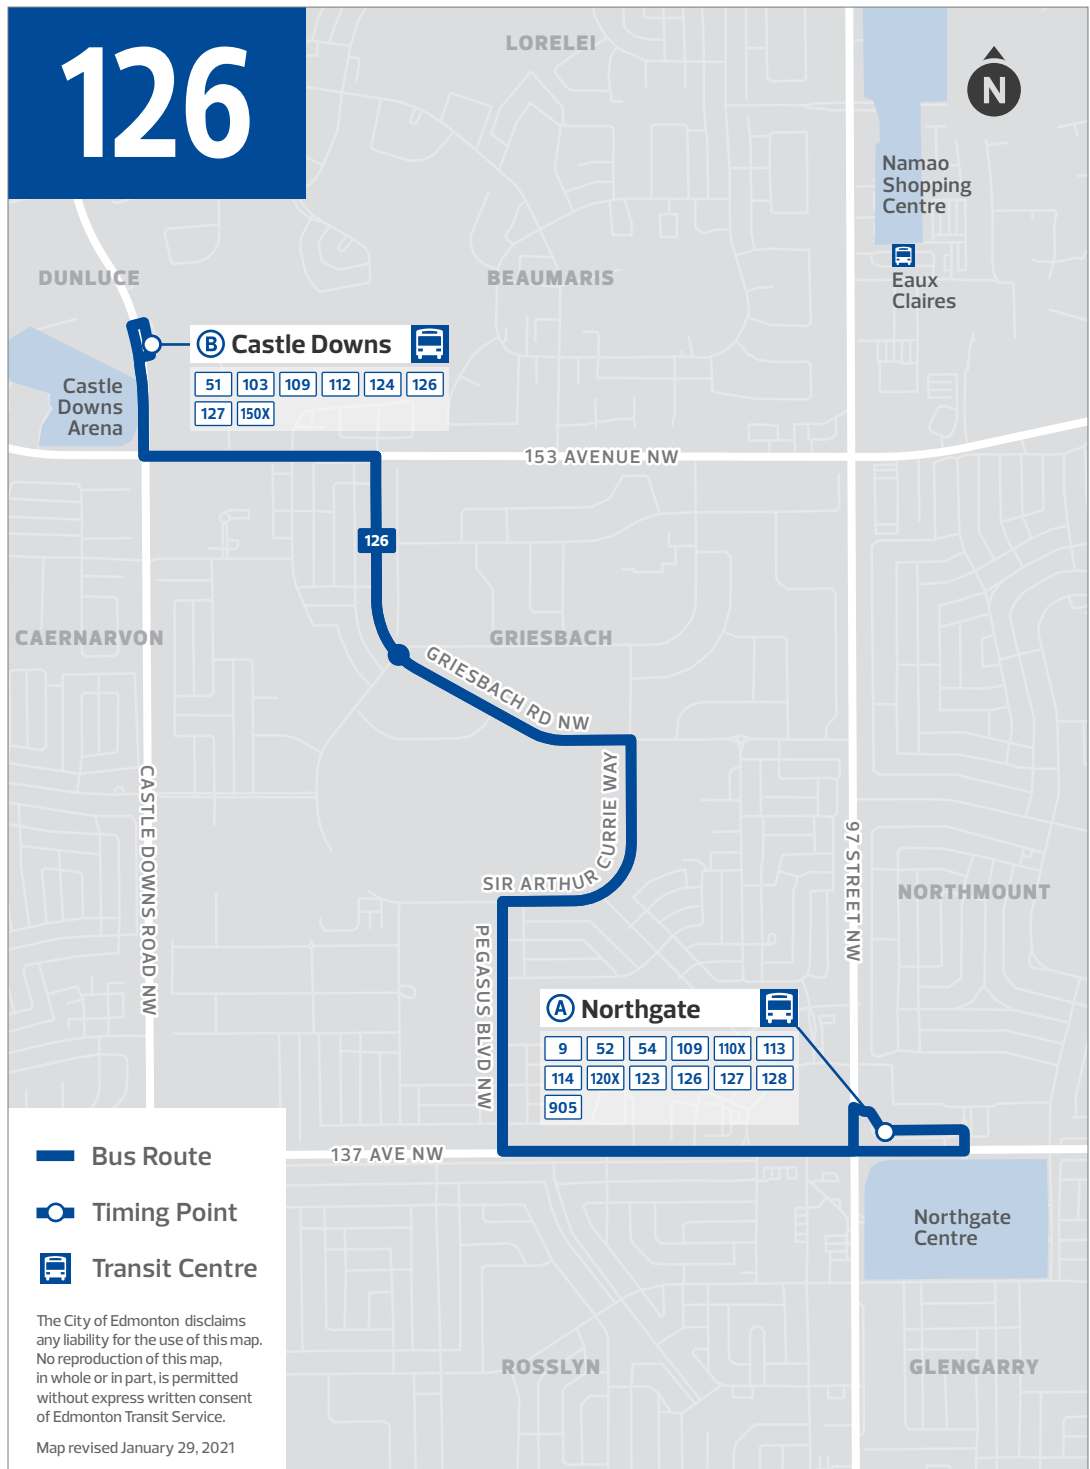 126
LORELEI
N
Namao
Shopping
Centre
Eaux
Claires
DUNLUCE
BEAUMARIS
B Castle Downs
51 103 109 112 124 126
127 150X
Castle
Downs
Arena
153 AVENUE NW
126
CAERNARVON
GRIESBACH
GRIESBACH RD NW
CASTLE DOWNS ROAD NW
SIR ARTHUR CURRIE WAY
97 STREET NW
NORTHMOUNT
PEGASUS BLVD NW
A Northgate
9 52 54 109 110X 113
114 120X 123 126 127 128
905
137 AVE NW
Northgate
Centre
ROSSLYN
GLENGARRY
Bus Route
Timing Point
Transit Centre
The City of Edmonton disclaims
any liability for the use of this map.
No reproduction of this map,
in whole or in part, is permitted
without express written consent
of Edmonton Transit Service.
Map revised January 29, 2021